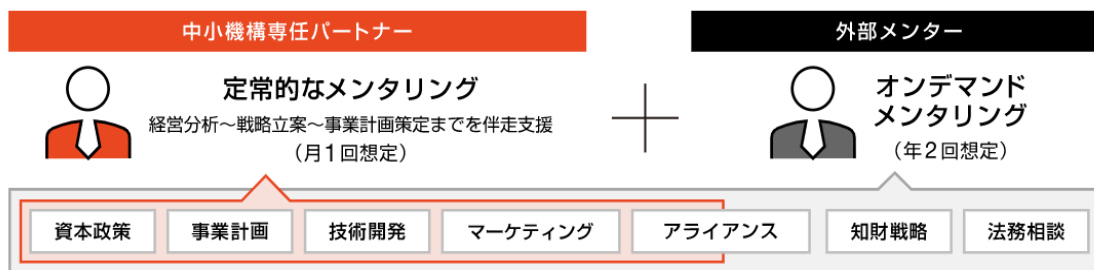 中小機構専任パートナー
外部メンター
定常的なメンタリング
経営分析～戦略立案～事業計画策定までを伴走支援
（月1回想定）
オンデマンド
メンタリング
（年2回想定）
資本政策
事業計画
技術開発
マーケティング
アライアンス
知財戦略
法務相談